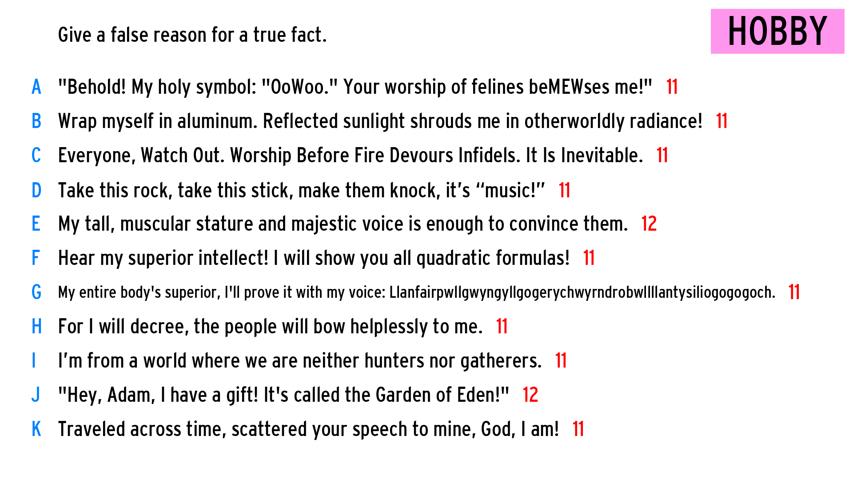 Give a false reason for a true fact.
HOBBY
A "Behold! My holy symbol: "OoWoo." Your worship of felines beMEWses me!" 11
B Wrap myself in aluminum. Reflected sunlight shrouds me in otherworldly radiance! 11
C Everyone, Watch Out. Worship Before Fire Devours Infidels. It Is Inevitable. 11
D Take this rock, take this stick, make them knock, it’s “music!” 11
E My tall, muscular stature and majestic voice is enough to convince them. 12
F Hear my superior intellect! I will show you all quadratic formulas! 11
G My entire body's superior, I'll prove it with my voice: Llanfairpwllgwyngyllgogerychwyrndrobwllllantysiliogogogoch. 11
H For I will decree, the people will bow helplessly to me. 11
I I’m from a world where we are neither hunters nor gatherers. 11
J "Hey, Adam, I have a gift! It's called the Garden of Eden!" 12
K Traveled across time, scattered your speech to mine, God, I am! 11